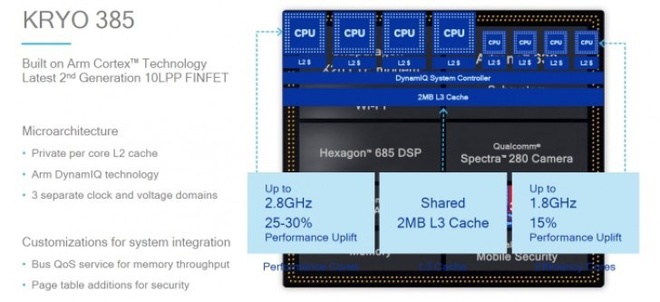 KRYO 385
Built on Arm Cortex™ Technology
Latest 2nd Generation 10LPP FINFET
Microarchitecture
• Private per core L2 cache
• Arm DynamIQ technology
• 3 separate clock and voltage domains
Customizations for system integration
• Bus QoS service for memory throughput
• Page table additions for security
CPU CPU CPU CPU CPU CPU CPU CPU
L2 $ L2 $ L2 $ L2 $ L2 $ L2 $ L2 $ L2 $
DynamIQ System Controller
2MB L3 Cache
Wi-Fi
Hexagon™ 685 DSP
Qualcomm®
Spectra™ 280 Camera
Up to
2.8GHz
25-30%
Performance Uplift
Shared
2MB L3 Cache
Up to
1.8GHz
15%
Performance Uplift
Memory
Mobile Security